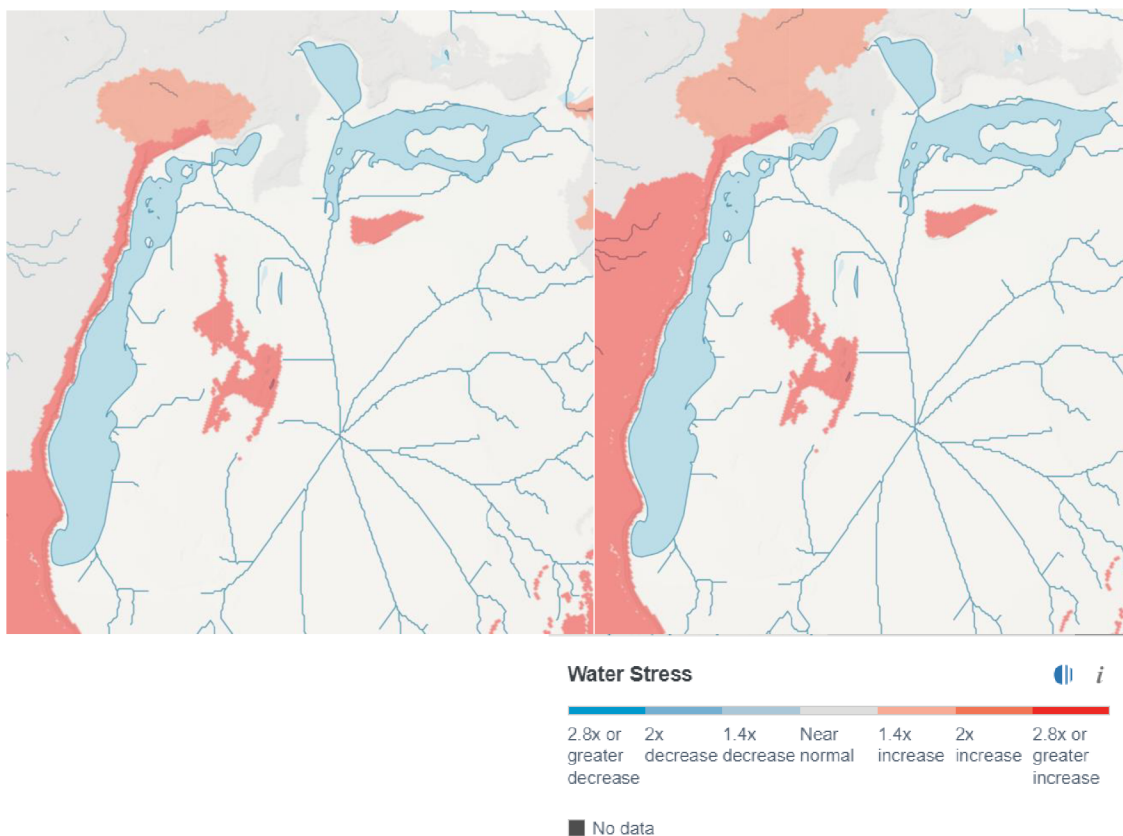 Water Stress
i
2.8x or 2x 1.4x Near 1.4x 2x 2.8x or
greater decrease decrease normal increase increase greater
decrease increase
No data